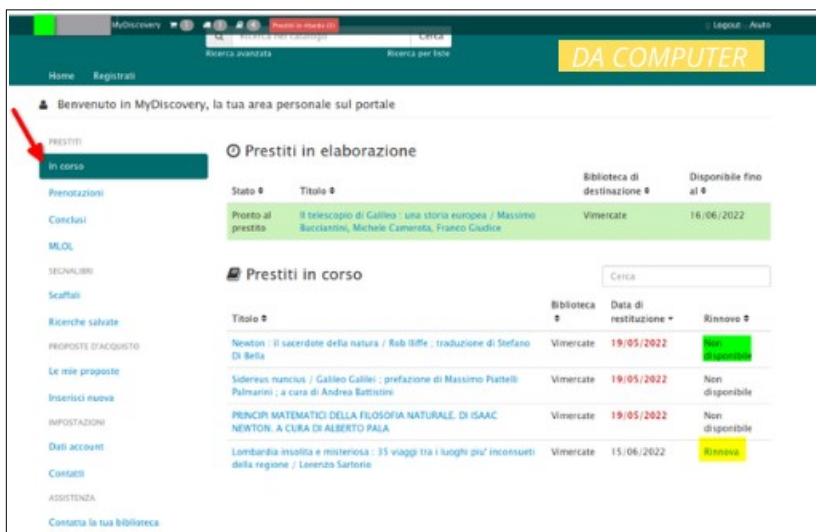 MyDiscovery 1 1 4 Prestiti in ritardo (3) Logout Aiuto
Ricerca nel catalogo Cerca
Ricerca avanzata Ricerca per liste
DA COMPUTER
Home Registrati
Benvenuto in MyDiscovery, la tua area personale sul portale
PRESTITI
In corso
Prenotazioni
Conclusi
MLOL
SEGNALIBRI
Scaffali
Ricerche salvate
PROPOSTE D'ACQUISTO
Le mie proposte
Inserisci nuova
IMPOSTAZIONI
Dati account
Contatti
ASSISTENZA
Contatta la tua biblioteca
Prestiti in elaborazione
Stato Titolo Biblioteca di destinazione Disponibile fino al
Pronto al prestito Il telescopio di Galileo : una storia europea / Massimo Vimercate 16/06/2022
Bucciantini, Michele Camerota, Franco Giudice
Prestiti in corso
Cerca
Titolo Biblioteca Data di restituzione Rinnovo
Newton : il sacerdote della natura / Rob Iliffe ; traduzione di Stefano Vimercate 19/05/2022 Non disponibile
Di Bella
Sidereus nuncius / Galileo Galilei ; prefazione di Massimo Piattelli Vimercate 19/05/2022 Non disponibile
Palmarini ; a cura di Andrea Battistini
PRINCIPI MATEMATICI DELLA FILOSOFIA NATURALE. DI ISAAC Vimercate 19/05/2022 Non disponibile
NEWTON. A CURA DI ALBERTO PALA
Lombardia insolita e misteriosa : 35 viaggi tra i luoghi piu' inconsueti Vimercate 15/06/2022 Rinnova
della regione / Lorenzo Sartorio